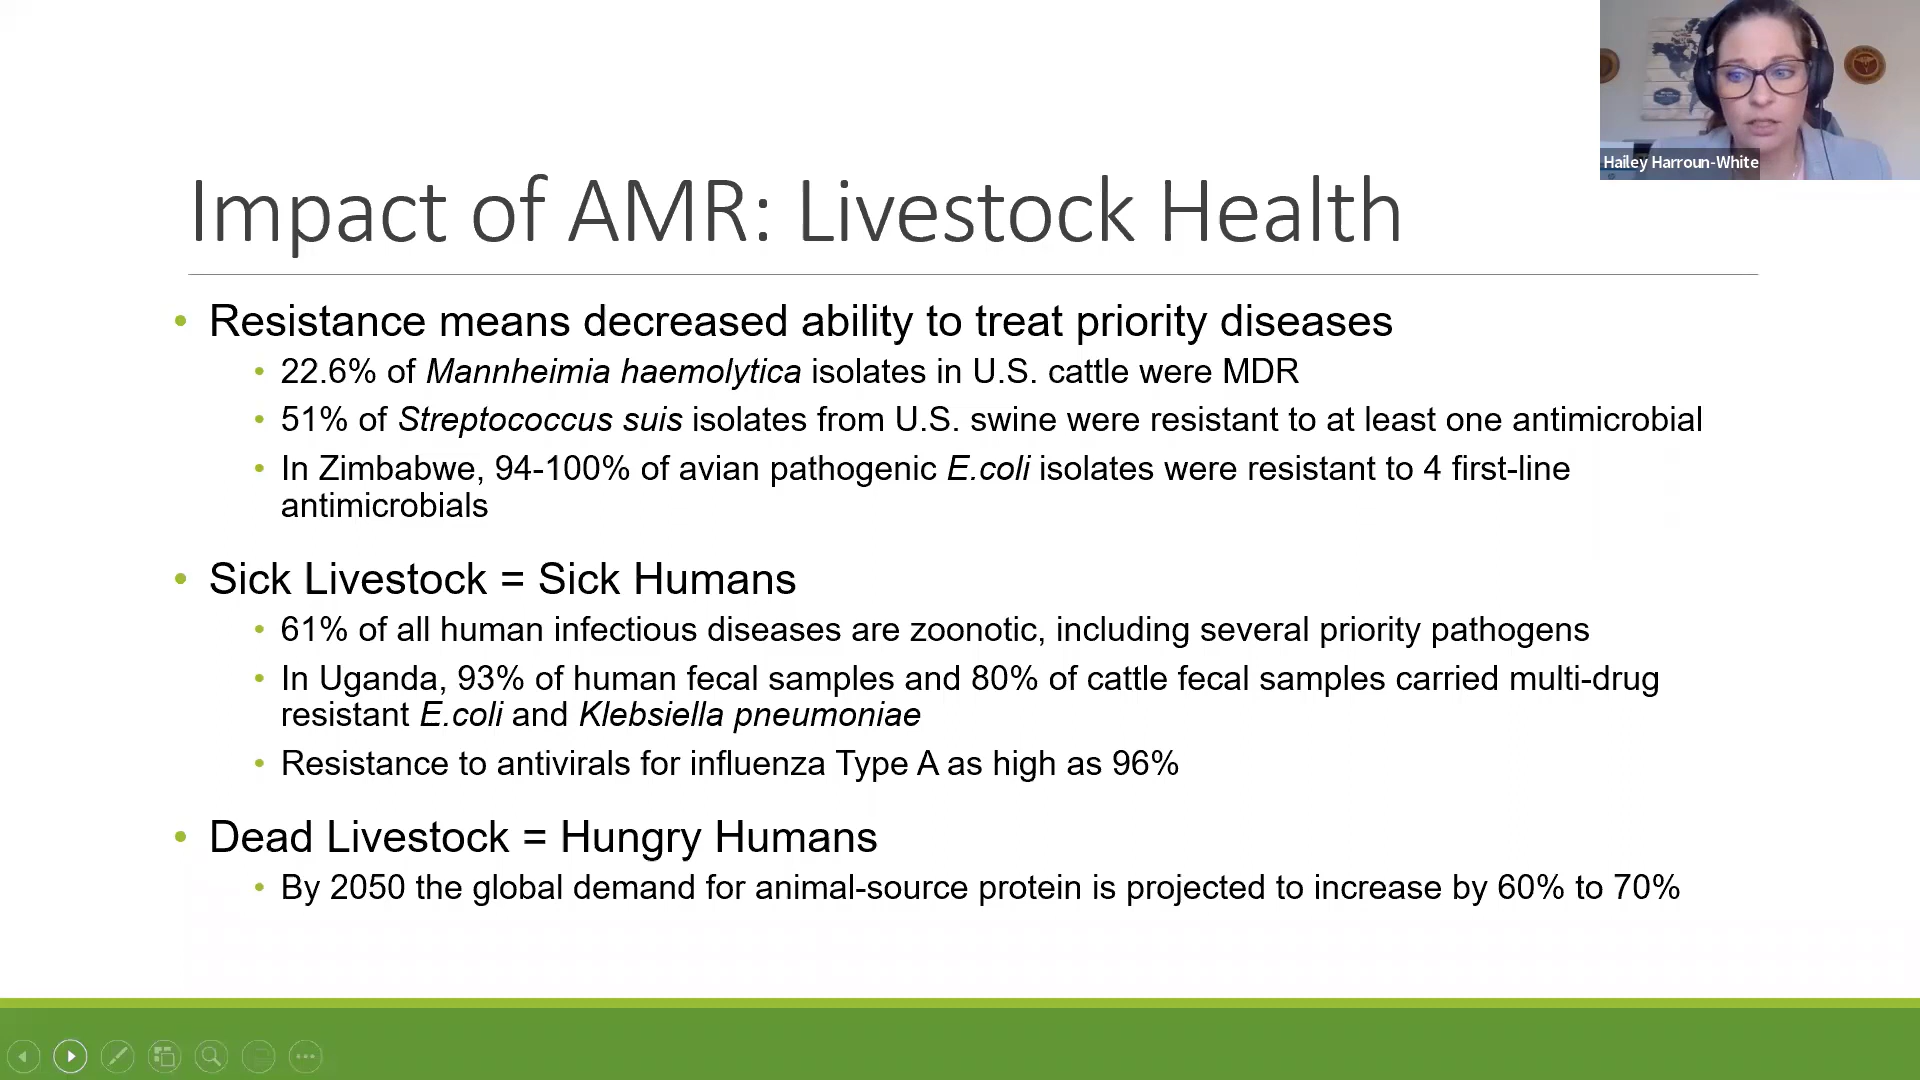 Hailey Harroun-White
Impact of AMR: Livestock Health
• Resistance means decreased ability to treat priority diseases
• 22.6% of Mannheimia haemolytica isolates in U.S. cattle were MDR
• 51% of Streptococcus suis isolates from U.S. swine were resistant to at least one antimicrobial
• In Zimbabwe, 94-100% of avian pathogenic E.coli isolates were resistant to 4 first-line
antimicrobials
• Sick Livestock = Sick Humans
• 61% of all human infectious diseases are zoonotic, including several priority pathogens
• In Uganda, 93% of human fecal samples and 80% of cattle fecal samples carried multi-drug
resistant E.coli and Klebsiella pneumoniae
• Resistance to antivirals for influenza Type A as high as 96%
• Dead Livestock = Hungry Humans
• By 2050 the global demand for animal-source protein is projected to increase by 60% to 70%